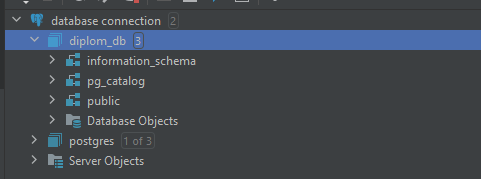 database connection 2
diplom_db 3
information_schema
pg_catalog
public
Database Objects
postgres 1 of 3
Server Objects